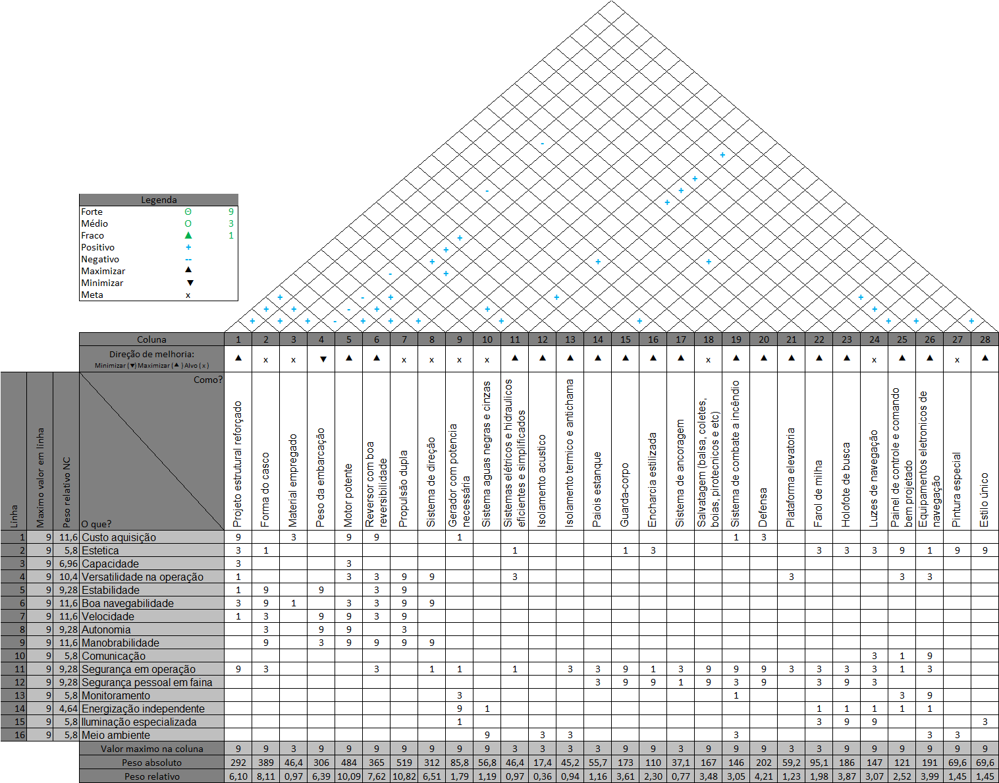 -
+
-
+
+
+
+
+
+
-
+
+
+
-
+
+
+
+
+
+
-
+
+
+
+
+
+
+
-
+
+
+
+
+
+
+
+
Legenda
Forte Θ 9
Médio O 3
Fraco ▲ 1
Positivo +
Negativo --
Maximizar ▲
Minimizar ▼
Meta x
Coluna 1 2 3 4 5 6 7 8 9 10 11 12 13 14 15 16 17 18 19 20 21 22 23 24 25 26 27 28
Direção de melhoria: ▲ x x ▼ ▲ ▲ x x x x ▲ ▲ ▲ ▲ ▲ ▲ ▲ x ▲ ▲ ▲ ▲ ▲ x ▲ ▲ x ▲
Minimizar (▼) Maximizar (▲) Alvo (x)
Linha
Maximo valor em linha
Peso relativo NC
Como?
O que?
Projeto estrutural reforçado
Forma do casco
Material empregado
Peso da embarcação
Motor potente
Reversor com boa
reversibilidade
Propulsão dupla
Sistema de direção
Gerador com potencia
necessária
Sistema aguas negras e cinzas
Sistemas elétricos e hidraulicos
eficientes e simplificados
Isolamento acustico
Isolamento termico e antichama
Paiois estanque
Guarda-corpo
Encharcia estilizada
Sistema de ancoragem
Salvatagem (balsa, coletes,
boias, pirotecnicos e etc)
Sistema de combate a incêndio
Defensa
Plataforma elevatoria
Farol de milha
Holofote de busca
Luzes de navegação
Painel de controle e comando
bem projetado
Equipamentos eletronicos de
navegação
Pintura especial
Estilo único
1 9 11,6 Custo aquisição 9 3 9 9 1 1 3
2 9 5,8 Estetica 3 1 1 1 3 3 3 3 9 1 9 9
3 9 6,96 Capacidade 3 3
4 9 10,4 Versatilidade na operação 1 3 3 9 9 3 3 3 3
5 9 9,28 Estabilidade 1 9 9 3 9
6 9 11,6 Boa navegabilidade 3 9 1 3 3 9 9
7 9 11,6 Velocidade 1 3 9 9 3 9
8 9 9,28 Autonomia 3 9 9 3
9 9 11,6 Manobrabilidade 9 3 9 9 9 9
10 9 5,8 Comunicação 3 1 9
11 9 9,28 Segurança em operação 9 3 3 1 1 1 3 3 9 1 3 9 9 9 3 3 3 3 1 3
12 9 9,28 Segurança pessoal em faina 3 9 9 1 9 3 9 3 9 3
13 9 5,8 Monitoramento 3 1 3 9
14 9 4,64 Energização independente 9 1 1 1 1 1 1
15 9 5,8 Iluminação especializada 1 3 9 9 3
16 9 5,8 Meio ambiente 9 3 3 3 3 3
Valor maximo na coluna 9 9 3 9 9 9 9 9 9 9 3 3 3 3 9 9 3 9 9 9 3 3 9 9 9 9 9 9
Peso absoluto 292 389 46,4 306 484 365 519 312 85,8 56,8 46,4 17,4 45,2 55,7 173 110 37,1 167 146 202 59,2 95,1 186 147 121 191 69,6 69,6
Peso relativo 6,10 8,11 0,97 6,39 10,09 7,62 10,82 6,51 1,79 1,19 0,97 0,36 0,94 1,16 3,61 2,30 0,77 3,48 3,05 4,21 1,23 1,98 3,87 3,07 2,52 3,99 1,45 1,45